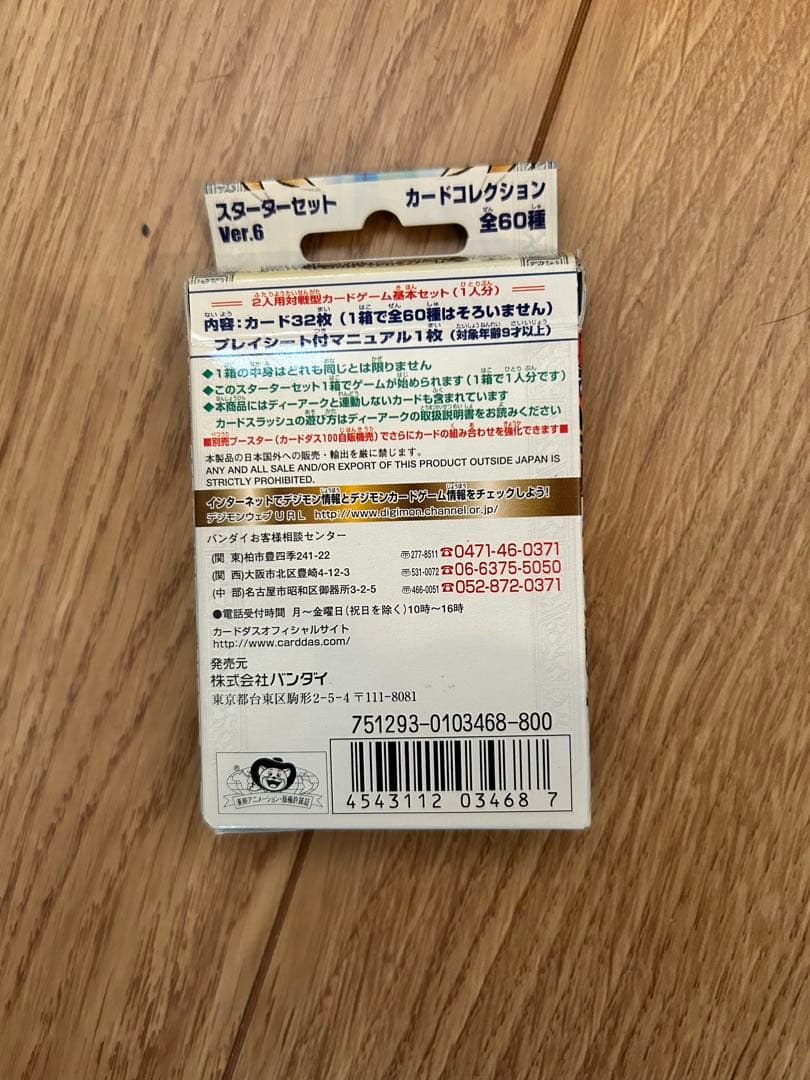 スターターセット
Ver.6
カードコレクション
全60種
2人用対戦型カードゲーム基本セット(1人分)
内容:カード32枚(1箱で全60種はそろいません)
プレイシート付マニュアル1枚(対象年齢9才以上)
◆1箱の中身はどれも同じとは限りません
◆このスターターセット1箱でゲームが始められます(1箱で1人分です)
◆本商品にはディーアークと連動しないカードも含まれています
カードスラッシュの遊び方はディーアークの取扱説明書をお読みください
■別売ブースター(カードダス100自販機売)でさらにカードの組み合わせを強化できます■
本製品の日本国外への販売・輸出を厳に禁じます。
ANY AND ALL SALE AND/OR EXPORT OF THIS PRODUCT OUTSIDE JAPAN IS
STRICTLY PROHIBITED.
インターネットでデジモン情報とデジモンカードゲーム情報をチェックしよう!
デジモンウェブURL http://www.digimon.channel.or.jp/
バンダイお客様相談センター
(関 東)柏市豊四季241-22 〒277-8511 ☎0471-46-0371
(関 西)大阪市北区豊崎4-12-3 〒531-0072 ☎06-6375-5050
(中 部)名古屋市昭和区御器所3-2-5 〒466-0051 ☎052-872-0371
●電話受付時間 月〜金曜日(祝日を除く)10時〜16時
カードダスオフィシャルサイト
http://www.carddas.com/
発売元
株式会社バンダイ
東京都台東区駒形2-5-4 〒111-8081
751293-0103468-800
東映アニメーション・版権許諾証
4543112 03468 7